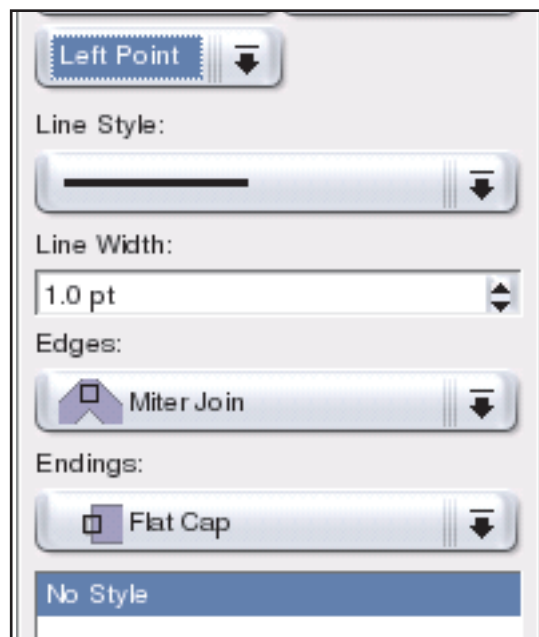 Left Point
Line Style:
Line Width:
1.0 pt
Edges:
Miter Join
Endings:
Flat Cap
No Style